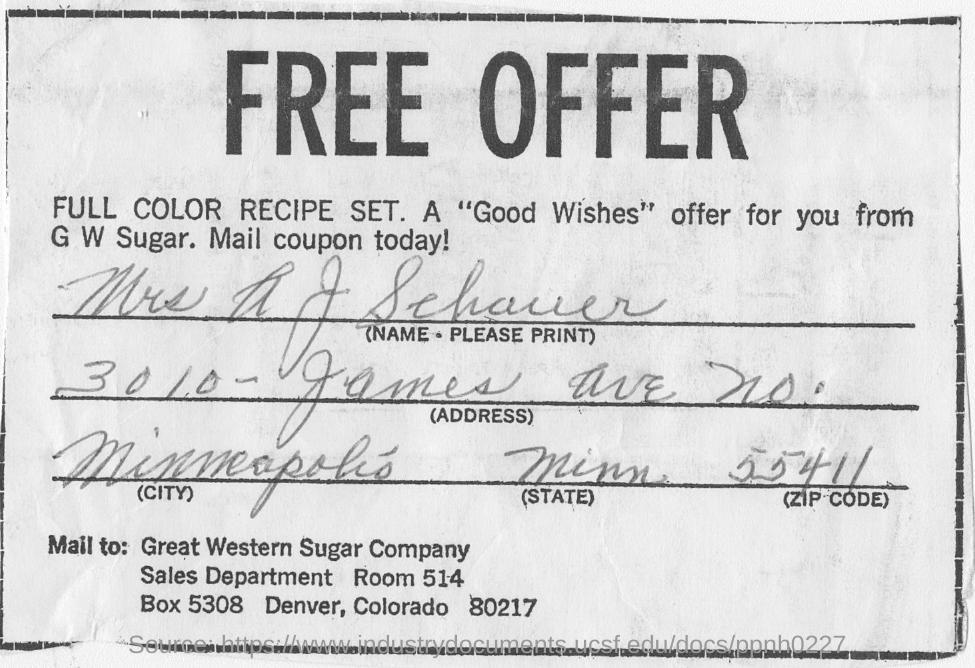 FREE OFFER
FULL COLOR RECIPE SET. A "Good Wishes" offer for you from
G W Sugar. Mail coupon today!
Mrs A J Schauer
(NAME - PLEASE PRINT)
3010- James Ave No.
(ADDRESS)
Minneapolis Minn 55411
(CITY) (STATE) (ZIP CODE)
Mail to: Great Western Sugar Company
Sales Department Room 514
Box 5308 Denver, Colorado 80217
Source: https://www.industrydocuments.ucsf.edu/docs/ppnh0227